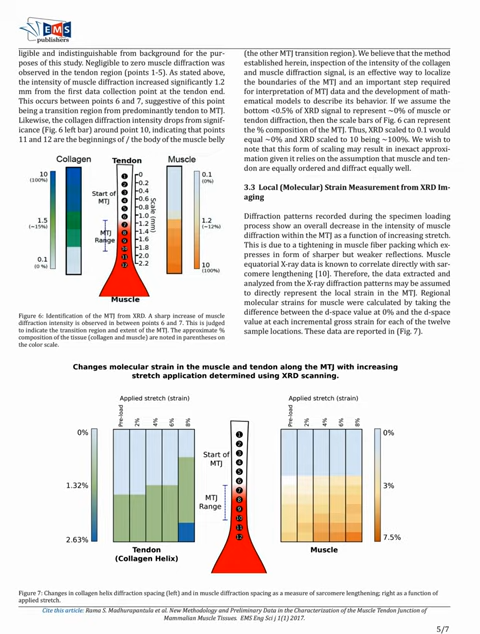 EMS
publishers
ligible and indistinguishable from background for the pur-
poses of this study. Negligible to zero muscle diffraction was
observed in the tendon region (points 1-5). As stated above,
the intensity of muscle diffraction increased significantly 1.2
mm from the first data collection point at the tendon end.
This occurs between points 6 and 7, suggestive of this point
being a transition region from predominantly tendon to MTJ.
Likewise, the collagen diffraction intensity drops from signif-
icance (Fig. 6 left bar) around point 10, indicating that points
11 and 12 are the beginnings of / the body of the muscle belly
Collagen
Tendon
Muscle
10
(100%)
1.5
(~15%)
0.1
(0 %)
Start of
MTJ
MTJ
Range
1
2
3
4
5
6
7
8
9
10
11
12
0
0.2
0.4
0.6
0.8
1.0
1.2
1.4
1.6
1.8
2.0
2.2
Scale (mm)
0.1
(0%)
1.2
(~12%)
10
(100%)
Muscle
Figure 6: Identification of the MTJ from XRD. A sharp increase of muscle
diffraction intensity is observed in between points 6 and 7. This is judged
to indicate the transition region and extent of the MTJ. The approximate %
composition of the tissue (collagen and muscle) are noted in parentheses on
the color scale.
(the other MTJ transition region). We believe that the method
established herein, inspection of the intensity of the collagen
and muscle diffraction signal, is an effective way to localize
the boundaries of the MTJ and an important step required
for interpretation of MTJ data and the development of math-
ematical models to describe its behavior. If we assume the
bottom <0.5% of XRD signal to represent ~0% of muscle or
tendon diffraction, then the scale bars of Fig. 6 can represent
the % composition of the MTJ. Thus, XRD scaled to 0.1 would
equal ~0% and XRD scaled to 10 being ~100%. We wish to
note that this form of scaling may result in inexact approxi-
mation given it relies on the assumption that muscle and ten-
don are equally ordered and diffract equally well.
3.3 Local (Molecular) Strain Measurement from XRD Im-
aging
Diffraction patterns recorded during the specimen loading
process show an overall increase in the intensity of muscle
diffraction within the MTJ as a function of increasing stretch.
This is due to a tightening in muscle fiber packing which ex-
presses in form of sharper but weaker reflections. Muscle
equatorial X-ray data is known to correlate directly with sar-
comere lengthening [10]. Therefore, the data extracted and
analyzed from the X-ray diffraction patterns may be assumed
to directly represent the local strain in the MTJ. Regional
molecular strains for muscle were calculated by taking the
difference between the d-space value at 0% and the d-space
value at each incremental gross strain for each of the twelve
sample locations. These data are reported in (Fig. 7).
Changes molecular strain in the muscle and tendon along the MTJ with increasing
stretch application determined using XRD scanning.
Applied stretch (strain)
Pre-load
2%
4%
6%
8%
0%
1.32%
2.63%
Tendon
(Collagen Helix)
Start of
MTJ
MTJ
Range
1
2
3
4
5
6
7
8
9
10
11
12
Applied stretch (strain)
Pre-load
2%
4%
6%
8%
0%
3%
7.5%
Muscle
Figure 7: Changes in collagen helix diffraction spacing (left) and in muscle diffraction spacing as a measure of sarcomere lengthening; right as a function of
applied stretch.
Cite this article: Rama S. Madhurapantula et al. New Methodology and Preliminary Data in the Characterization of the Muscle Tendon Junction of
Mammalian Muscle Tissues. EMS Eng Sci J 1(1) 2017.
5/7